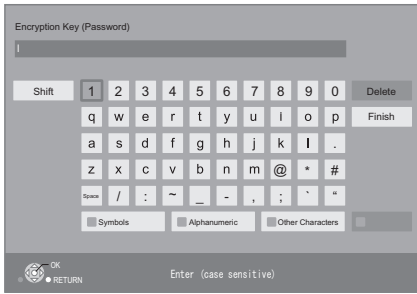 Encryption Key (Password)
Shift 1 2 3 4 5 6 7 8 9 0 Delete
q w e r t y u i o p Finish
a s d f g h j k l .
z x c v b n m @ * #
Space / : ~ _ - , ; ` “
Symbols Alphanumeric Other Characters
OK
RETURN
Enter (case sensitive)